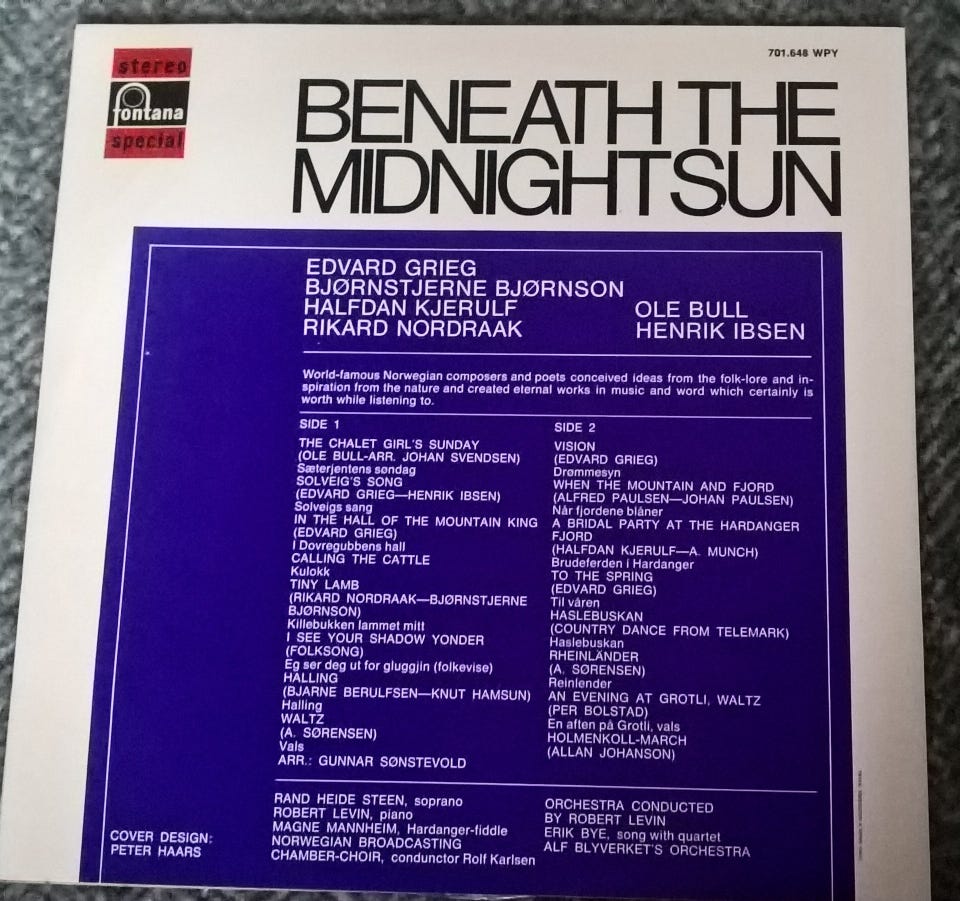 701.648 WPY
stereo
fontana
special
BENEATH THE
MIDNIGHTSUN
EDVARD GRIEG
BJØRNSTJERNE BJØRNSON
HALFDAN KJERULF
RIKARD NORDRAAK
OLE BULL
HENRIK IBSEN
World-famous Norwegian composers and poets conceived ideas from the folk-lore and in-
spiration from the nature and created eternal works in music and word which certainly is
worth while listening to.
SIDE 1
THE CHALET GIRL'S SUNDAY
(OLE BULL-ARR. JOHAN SVENDSEN)
Sæterjentens søndag
SOLVEIG'S SONG
(EDVARD GRIEG—HENRIK IBSEN)
Solveigs sang
IN THE HALL OF THE MOUNTAIN KING
(EDVARD GRIEG)
I Dovregubbens hall
CALLING THE CATTLE
Kulokk
TINY LAMB
(RIKARD NORDRAAK—BJØRNSTJERNE
BJØRNSON)
Killebukken lammet mitt
I SEE YOUR SHADOW YONDER
(FOLKSONG)
Eg ser deg ut for gluggjin (folkevise)
HALLING
(BJARNE BERULFSEN—KNUT HAMSUN)
Halling
WALTZ
(A. SØRENSEN)
Vals
ARR.: GUNNAR SØNSTEVOLD
SIDE 2
VISION
(EDVARD GRIEG)
Drømmesyn
WHEN THE MOUNTAIN AND FJORD
(ALFRED PAULSEN—JOHAN PAULSEN)
Når fjordene blåner
A BRIDAL PARTY AT THE HARDANGER
FJORD
(HALFDAN KJERULF—A. MUNCH)
Brudeferden i Hardanger
TO THE SPRING
(EDVARD GRIEG)
Til våren
HASLEBUSKAN
(COUNTRY DANCE FROM TELEMARK)
Haslebuskan
RHEINLÄNDER
(A. SØRENSEN)
Reinlender
AN EVENING AT GROTLI, WALTZ
(PER BOLSTAD)
En aften på Grotli, vals
HOLMENKOLL-MARCH
(ALLAN JOHANSON)
RAND HEIDE STEEN, soprano
ROBERT LEVIN, piano
MAGNE MANNHEIM, Hardanger-fiddle
NORWEGIAN BROADCASTING
CHAMBER-CHOIR, condunctor Rolf Karlsen
ORCHESTRA CONDUCTED
BY ROBERT LEVIN
ERIK BYE, song with quartet
ALF BLYVERKET'S ORCHESTRA
COVER DESIGN:
PETER HAARS